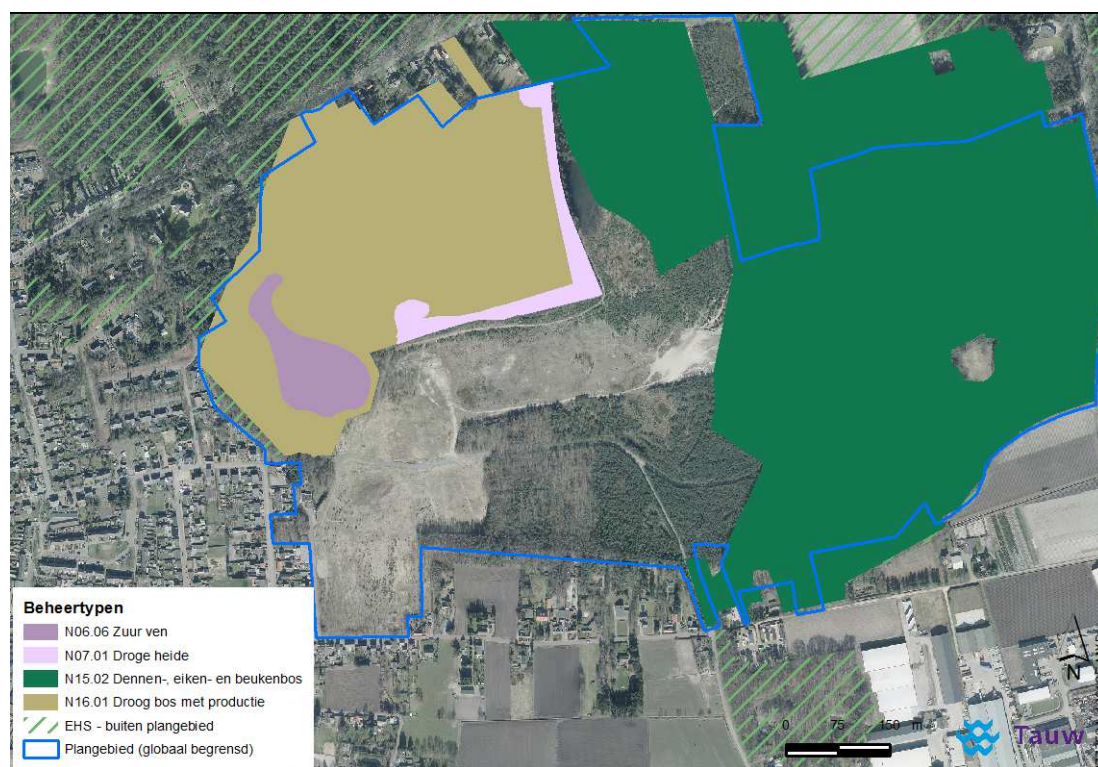 Beheertypen
N06.06 Zuur ven
N07.01 Droge heide
N15.02 Dennen-, eiken- en beukenbos
N16.01 Droog bos met productie
EHS - buiten plangebied
Plangebied (globaal begrensd)
N
0 75 150 m
Tauw